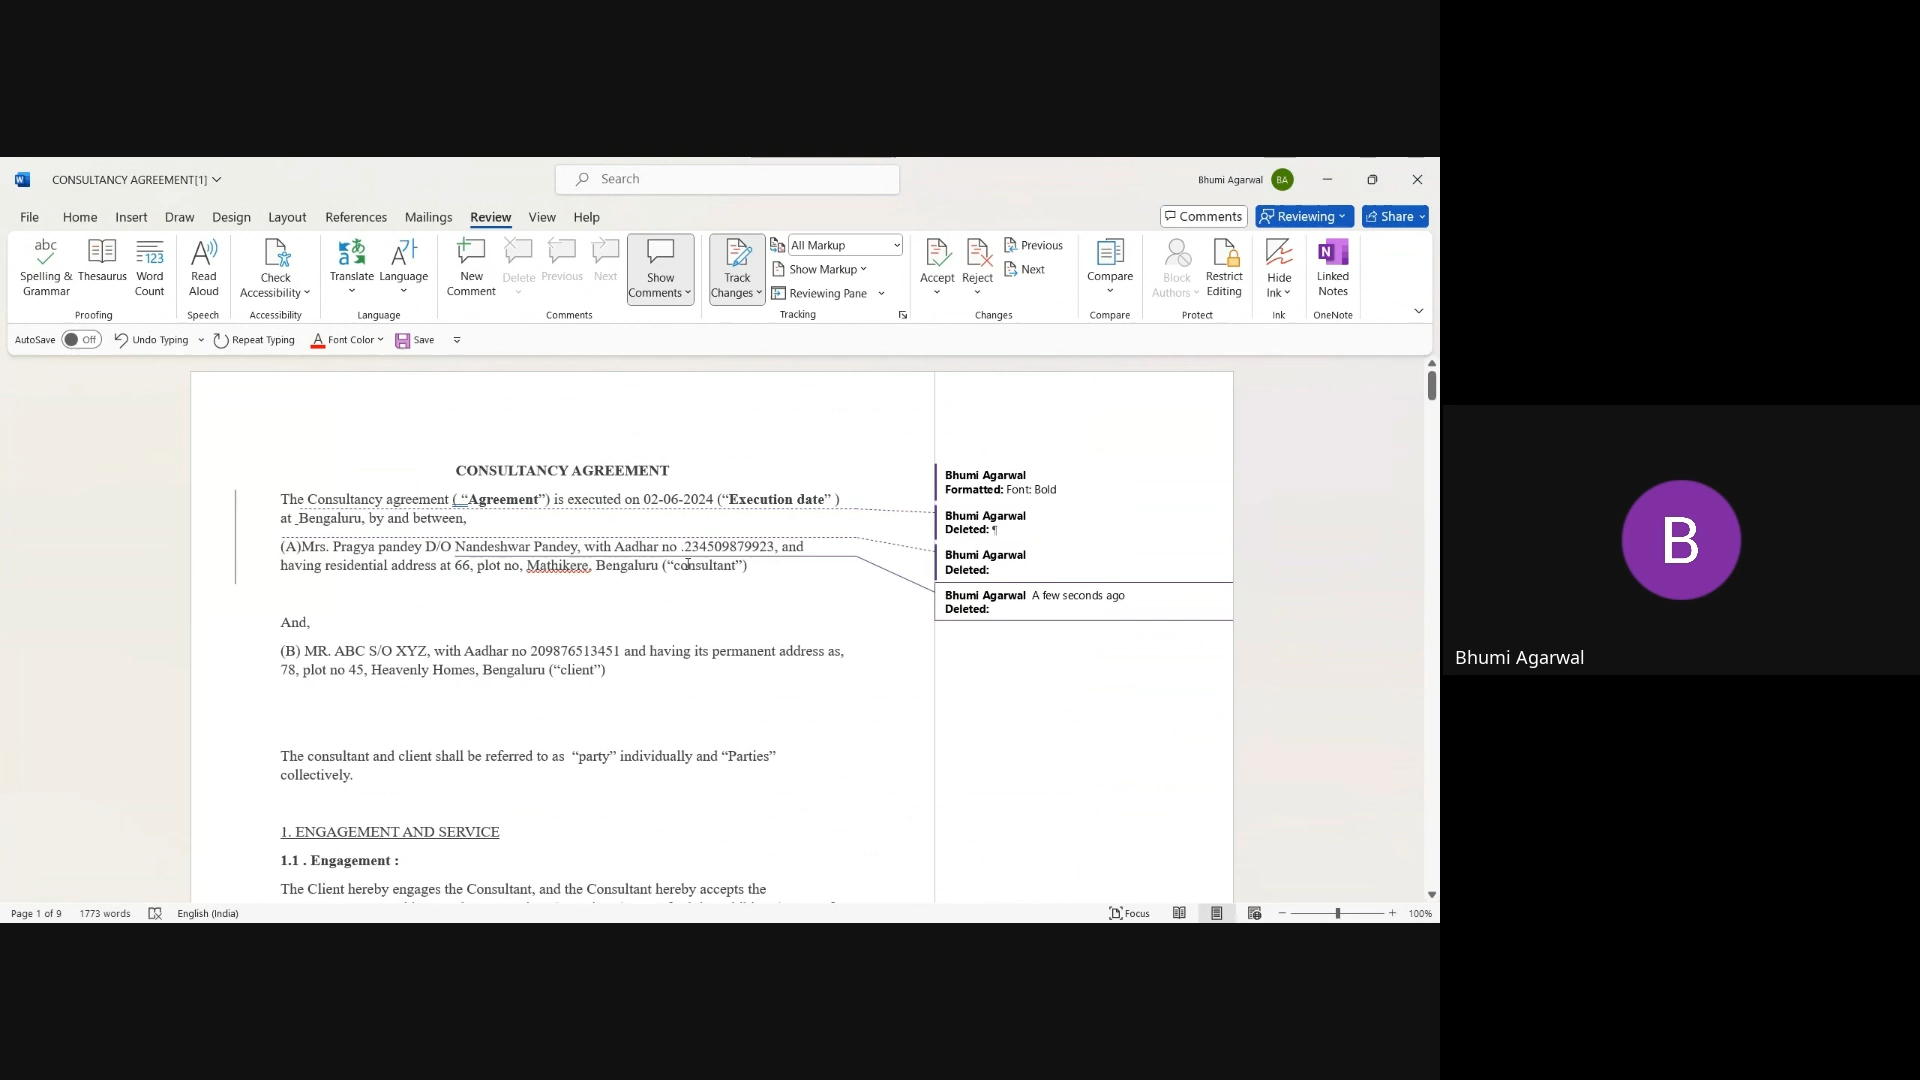 CONSULTANCY AGREEMENT[1]
Search
Bhumi Agarwal BA
File Home Insert Draw Design Layout References Mailings Review View Help
Comments Reviewing Share
abc
Spelling & Grammar
Thesaurus
123
Word Count
Read Aloud
Check Accessibility
Translate
Language
New Comment
Delete
Previous
Next
Show Comments
Track Changes
All Markup
Show Markup
Reviewing Pane
Accept
Reject
Previous
Next
Compare
Block Authors
Restrict Editing
Hide Ink
Linked Notes
Proofing Speech Accessibility Language Comments Tracking Changes Compare Protect Ink OneNote
AutoSave Off Undo Typing Repeat Typing Font Color Save
CONSULTANCY AGREEMENT
The Consultancy agreement ( “Agreement”) is executed on 02-06-2024 (“Execution date” )
at Bengaluru, by and between,
(A)Mrs. Pragya pandey D/O Nandeshwar Pandey, with Aadhar no .234509879923, and
having residential address at 66, plot no, Mathikere, Bengaluru (“consultant”)
And,
(B) MR. ABC S/O XYZ, with Aadhar no 209876513451 and having its permanent address as,
78, plot no 45, Heavenly Homes, Bengaluru (“client”)
The consultant and client shall be referred to as “party” individually and “Parties”
collectively.
1. ENGAGEMENT AND SERVICE
1.1 . Engagement :
The Client hereby engages the Consultant, and the Consultant hereby accepts the
Bhumi Agarwal
Formatted: Font: Bold
Bhumi Agarwal
Deleted: ¶
Bhumi Agarwal
Deleted:
Bhumi Agarwal A few seconds ago
Deleted:
Page 1 of 9 1773 words English (India) Focus 100%
B
Bhumi Agarwal